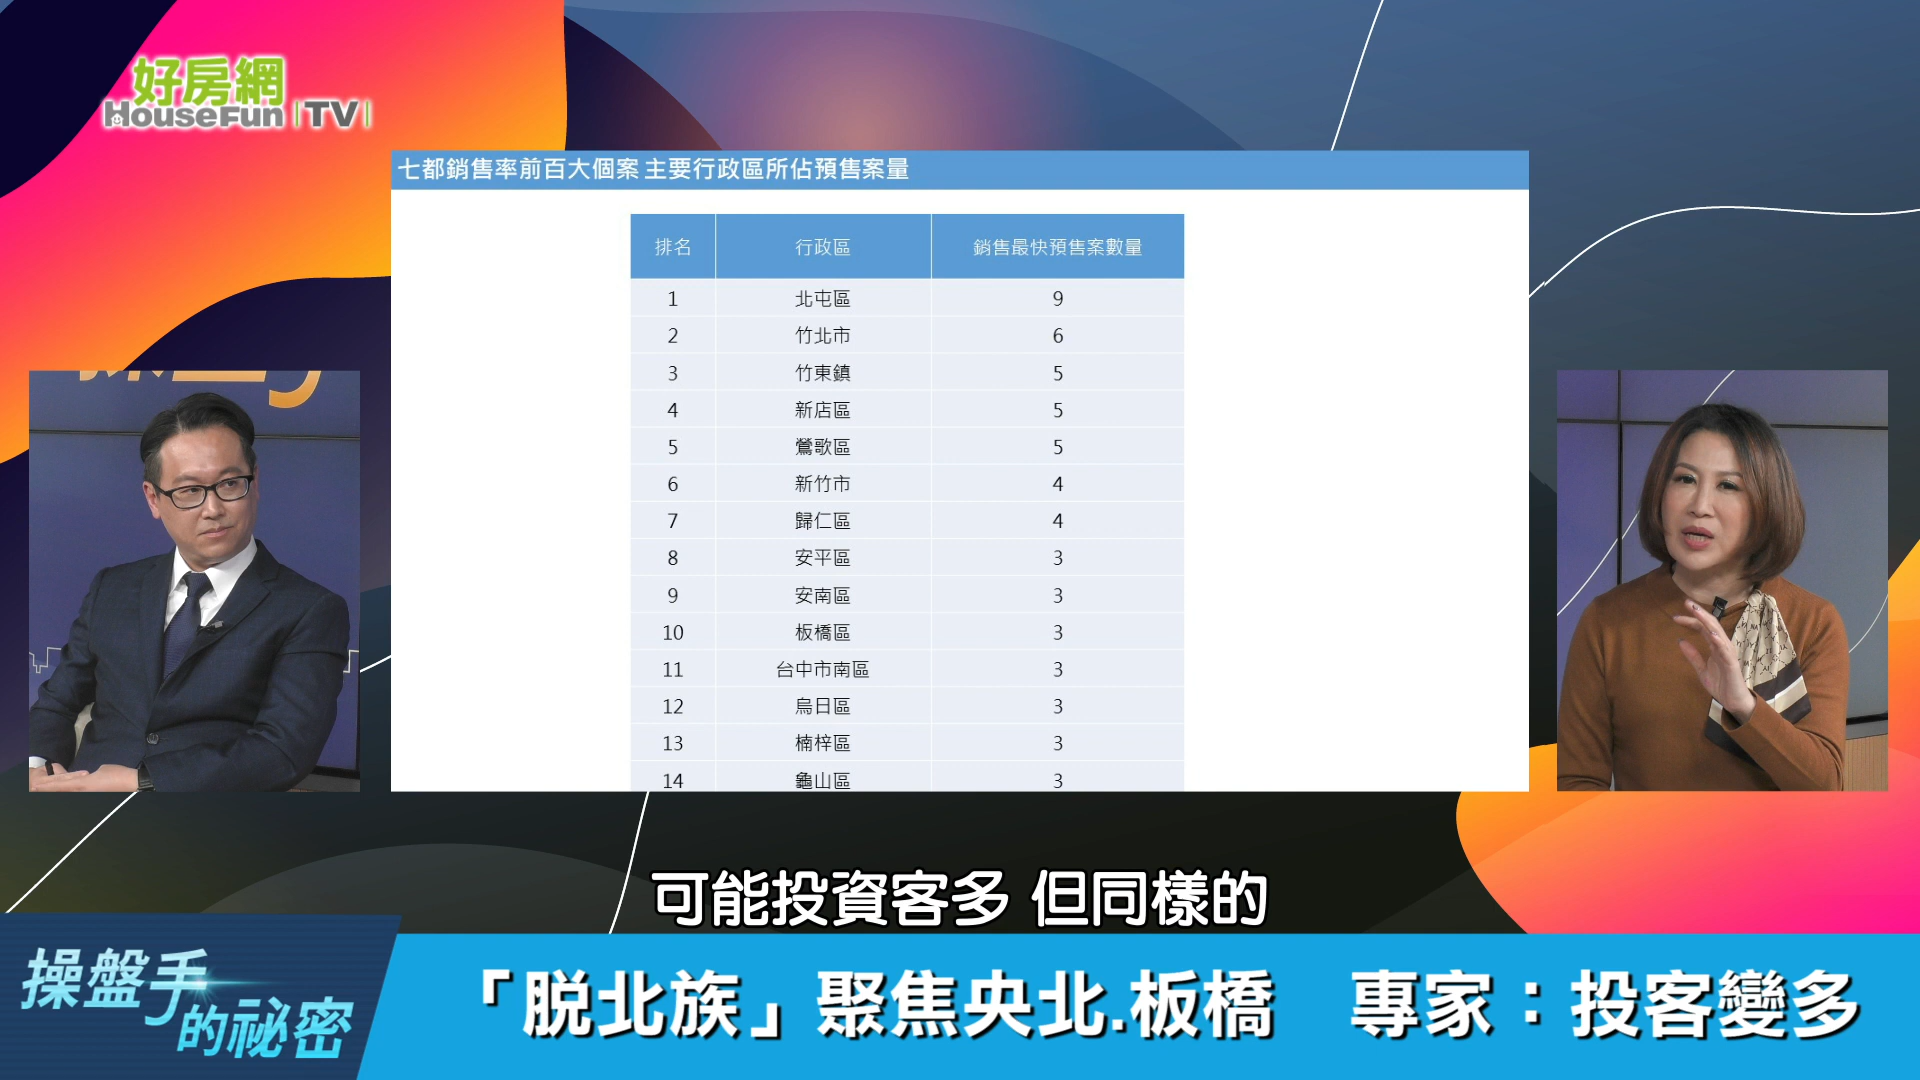 好房網
HouseFun TV
七都銷售率前百大個案 主要行政區所佔預售案量
排名 行政區 銷售最快預售案數量
1 北屯區 9
2 竹北市 6
3 竹東鎮 5
4 新店區 5
5 鶯歌區 5
6 新竹市 4
7 歸仁區 4
8 安平區 3
9 安南區 3
10 板橋區 3
11 台中市南區 3
12 烏日區 3
13 楠梓區 3
14 龜山區 3
可能投資客多 但同樣的
操盤手
的祕密
「脫北族」聚焦央北.板橋 專家：投客變多